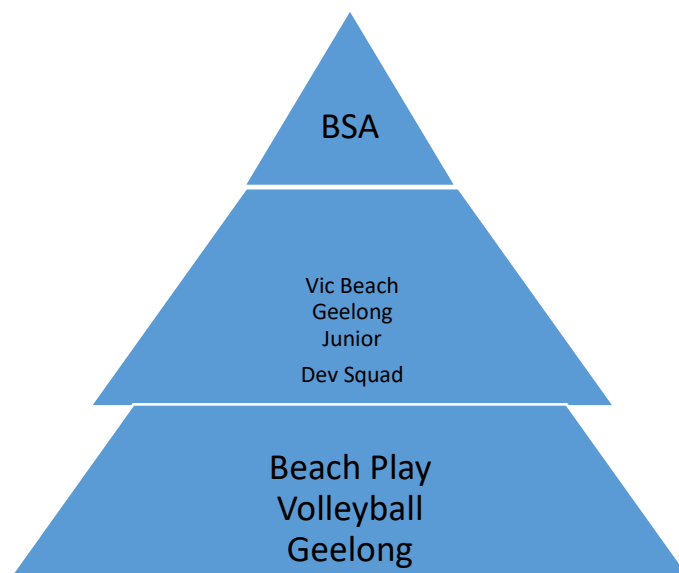 BSA
Vic Beach
Geelong
Junior
Dev Squad
Beach Play
Volleyball
Geelong